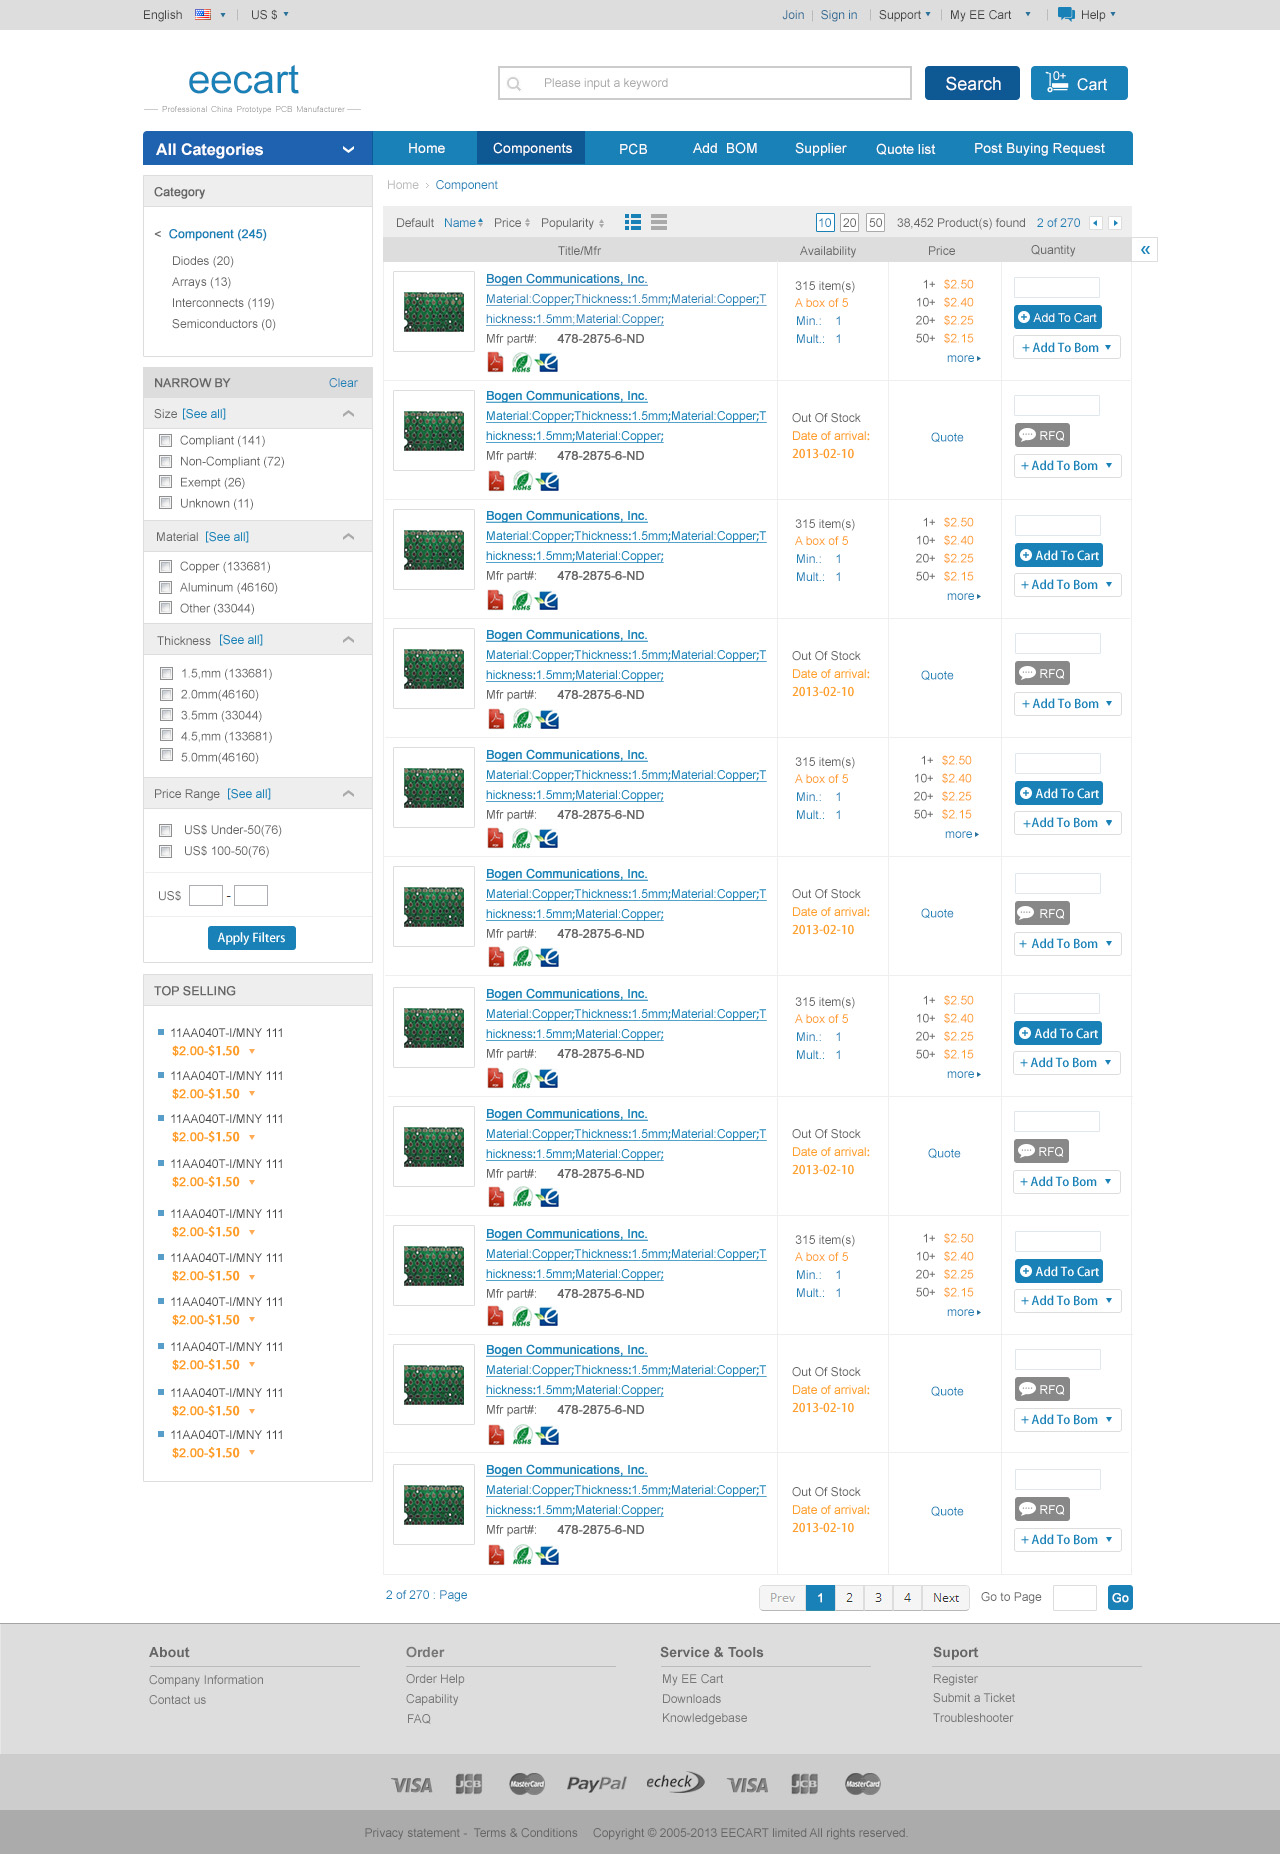 English US $ Join Sign in Support My EE Cart Help
eecart
Professional China Prototype PCB Manufacturer
Please input a keyword Search 0+ Cart
All Categories Home Components PCB Add BOM Supplier Quote list Post Buying Request
Category
< Component (245)
Diodes (20)
Arrays (13)
Interconnects (119)
Semiconductors (0)
NARROW BY Clear
Size [See all]
Compliant (141)
Non-Compliant (72)
Exempt (26)
Unknown (11)
Material [See all]
Copper (133681)
Aluminum (46160)
Other (33044)
Thickness [See all]
1.5,mm (133681)
2.0mm(46160)
3.5mm (33044)
4.5,mm (133681)
5.0mm(46160)
Price Range [See all]
US$ Under-50(76)
US$ 100-50(76)
US$ -
Apply Filters
TOP SELLING
11AA040T-I/MNY 111
$2.00-$1.50
11AA040T-I/MNY 111
$2.00-$1.50
11AA040T-I/MNY 111
$2.00-$1.50
11AA040T-I/MNY 111
$2.00-$1.50
11AA040T-I/MNY 111
$2.00-$1.50
11AA040T-I/MNY 111
$2.00-$1.50
11AA040T-I/MNY 111
$2.00-$1.50
11AA040T-I/MNY 111
$2.00-$1.50
11AA040T-I/MNY 111
$2.00-$1.50
11AA040T-I/MNY 111
$2.00-$1.50
Home > Component
Default Name Price Popularity 10 20 50 38,452 Product(s) found 2 of 270
Title/Mfr Availability Price Quantity «
Bogen Communications, Inc.
Material:Copper;Thickness:1.5mm;Material:Copper;T
hickness:1.5mm;Material:Copper;
Mfr part#: 478-2875-6-ND
315 item(s)
A box of 5
Min.: 1
Mult.: 1
1+ $2.50
10+ $2.40
20+ $2.25
50+ $2.15
more
Add To Cart
+ Add To Bom
Bogen Communications, Inc.
Material:Copper;Thickness:1.5mm;Material:Copper;T
hickness:1.5mm;Material:Copper;
Mfr part#: 478-2875-6-ND
Out Of Stock
Date of arrival:
2013-02-10
Quote
RFQ
+ Add To Bom
Bogen Communications, Inc.
Material:Copper;Thickness:1.5mm;Material:Copper;T
hickness:1.5mm;Material:Copper;
Mfr part#: 478-2875-6-ND
315 item(s)
A box of 5
Min.: 1
Mult.: 1
1+ $2.50
10+ $2.40
20+ $2.25
50+ $2.15
more
Add To Cart
+ Add To Bom
Bogen Communications, Inc.
Material:Copper;Thickness:1.5mm;Material:Copper;T
hickness:1.5mm;Material:Copper;
Mfr part#: 478-2875-6-ND
Out Of Stock
Date of arrival:
2013-02-10
Quote
RFQ
+ Add To Bom
Bogen Communications, Inc.
Material:Copper;Thickness:1.5mm;Material:Copper;T
hickness:1.5mm;Material:Copper;
Mfr part#: 478-2875-6-ND
315 item(s)
A box of 5
Min.: 1
Mult.: 1
1+ $2.50
10+ $2.40
20+ $2.25
50+ $2.15
more
Add To Cart
+Add To Bom
Bogen Communications, Inc.
Material:Copper;Thickness:1.5mm;Material:Copper;T
hickness:1.5mm;Material:Copper;
Mfr part#: 478-2875-6-ND
Out Of Stock
Date of arrival:
2013-02-10
Quote
RFQ
+ Add To Bom
Bogen Communications, Inc.
Material:Copper;Thickness:1.5mm;Material:Copper;T
hickness:1.5mm;Material:Copper;
Mfr part#: 478-2875-6-ND
315 item(s)
A box of 5
Min.: 1
Mult.: 1
1+ $2.50
10+ $2.40
20+ $2.25
50+ $2.15
more
Add To Cart
+ Add To Bom
Bogen Communications, Inc.
Material:Copper;Thickness:1.5mm;Material:Copper;T
hickness:1.5mm;Material:Copper;
Mfr part#: 478-2875-6-ND
Out Of Stock
Date of arrival:
2013-02-10
Quote
RFQ
+ Add To Bom
Bogen Communications, Inc.
Material:Copper;Thickness:1.5mm;Material:Copper;T
hickness:1.5mm;Material:Copper;
Mfr part#: 478-2875-6-ND
315 item(s)
A box of 5
Min.: 1
Mult.: 1
1+ $2.50
10+ $2.40
20+ $2.25
50+ $2.15
more
Add To Cart
+ Add To Bom
Bogen Communications, Inc.
Material:Copper;Thickness:1.5mm;Material:Copper;T
hickness:1.5mm;Material:Copper;
Mfr part#: 478-2875-6-ND
Out Of Stock
Date of arrival:
2013-02-10
Quote
RFQ
+ Add To Bom
Bogen Communications, Inc.
Material:Copper;Thickness:1.5mm;Material:Copper;T
hickness:1.5mm;Material:Copper;
Mfr part#: 478-2875-6-ND
Out Of Stock
Date of arrival:
2013-02-10
Quote
RFQ
+ Add To Bom
2 of 270 : Page Prev 1 2 3 4 Next Go to Page Go
About
Company Information
Contact us
Order
Order Help
Capability
FAQ
Service & Tools
My EE Cart
Downloads
Knowledgebase
Suport
Register
Submit a Ticket
Troubleshooter
VISA JCB MasterCard PayPal echeck VISA JCB MasterCard
Privacy statement - Terms & Conditions Copyright © 2005-2013 EECART limited All rights reserved.